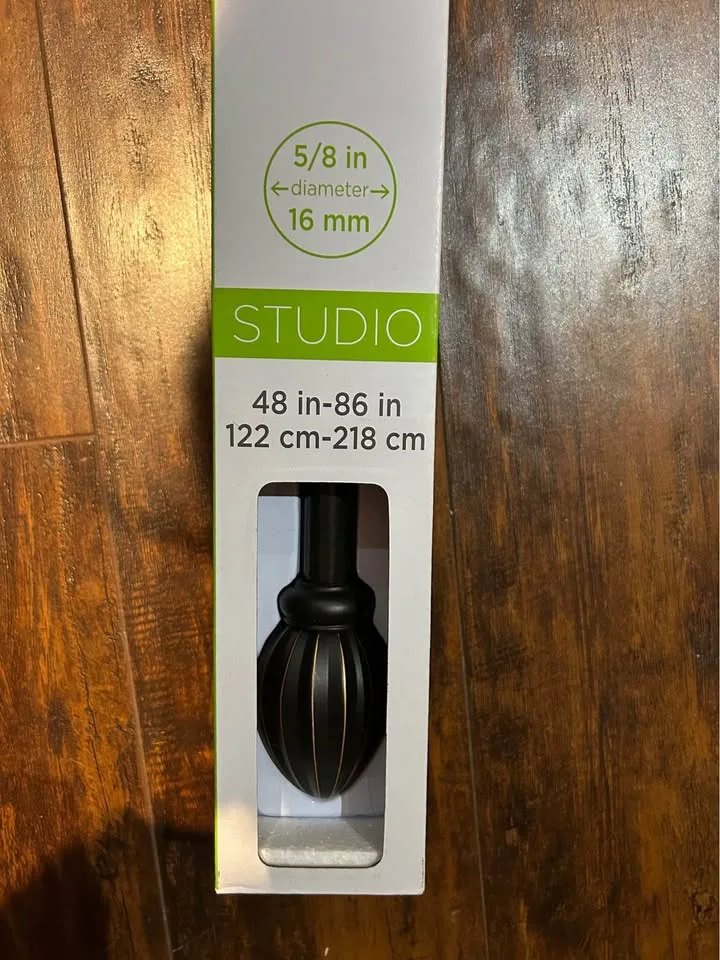 5/8 in
diameter
16 mm
STUDIO
48 in-86 in
122 cm-218 cm